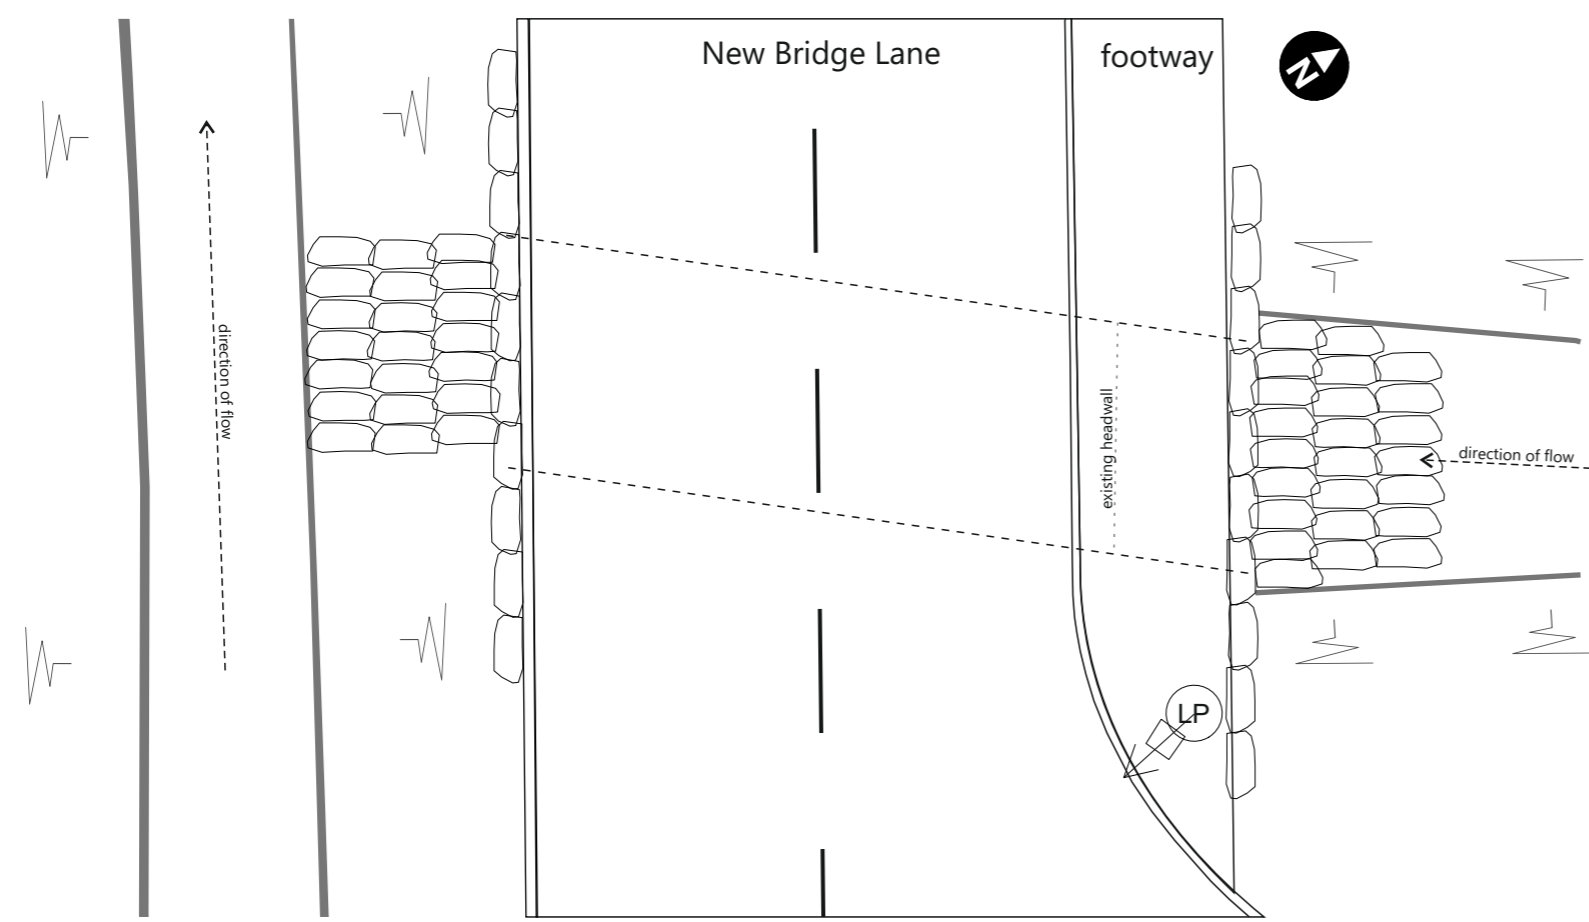 New Bridge Lane
footway
N
direction of flow
existing headwall
direction of flow
LP